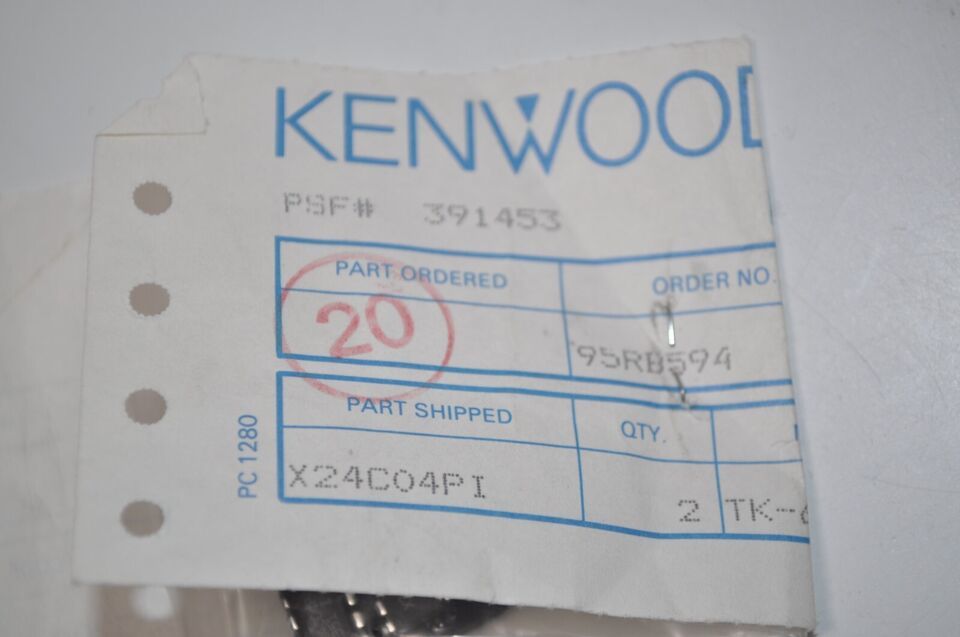 KENWOOD
PSF# 391453
PART ORDERED ORDER NO.
20
95RB594
PART SHIPPED QTY.
X24C04PI 2 TK-
PC 1280